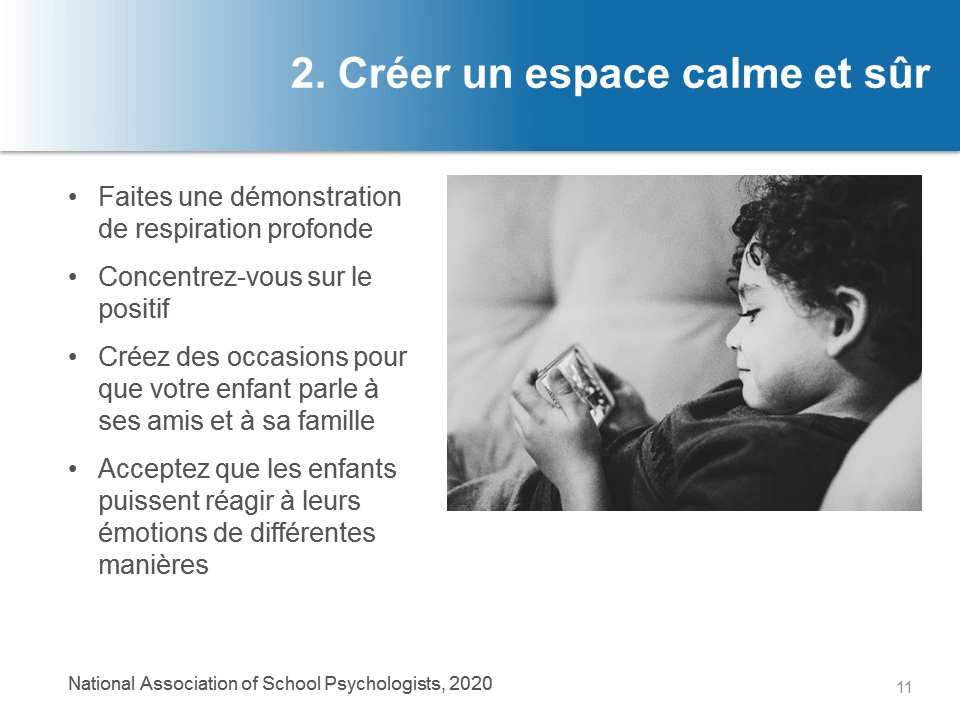 2. Créer un espace calme et sûr
• Faites une démonstration
de respiration profonde
• Concentrez-vous sur le
positif
• Créez des occasions pour
que votre enfant parle à
ses amis et à sa famille
• Acceptez que les enfants
puissent réagir à leurs
émotions de différentes
manières
National Association of School Psychologists, 2020
11